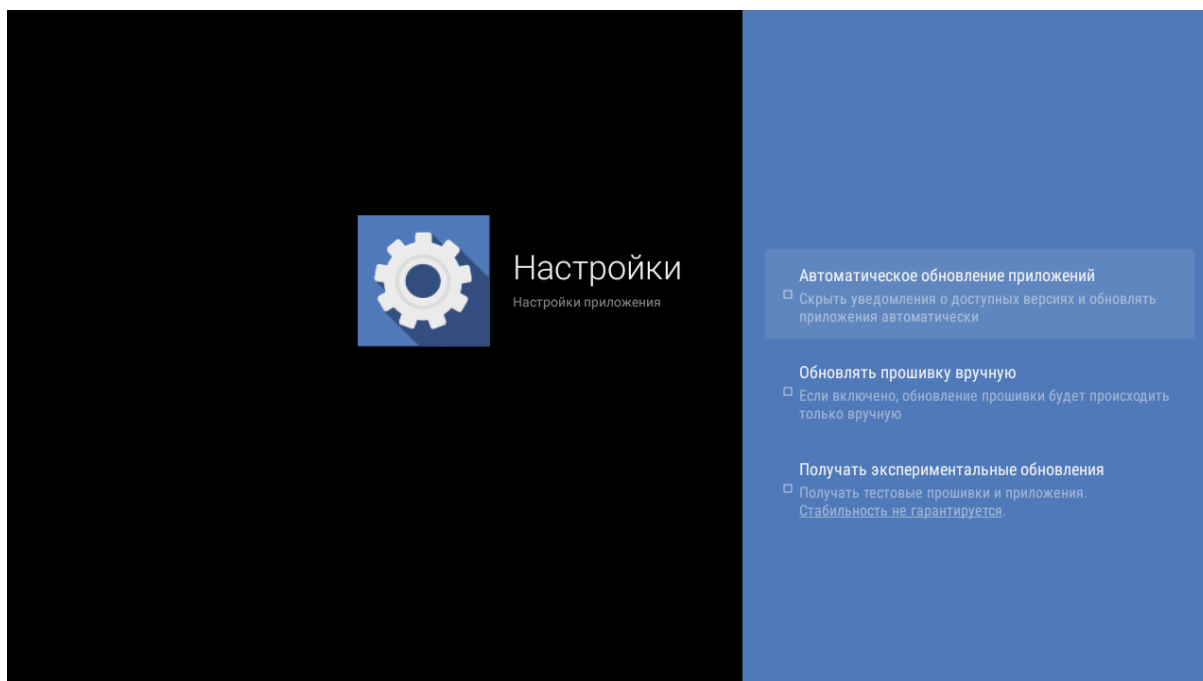 Настройки
Настройки приложения
Автоматическое обновление приложений
Скрыть уведомления о доступных версиях и обновлять
приложения автоматически
Обновлять прошивку вручную
Если включено, обновление прошивки будет происходить
только вручную
Получать экспериментальные обновления
Получать тестовые прошивки и приложения.
Стабильность не гарантируется.